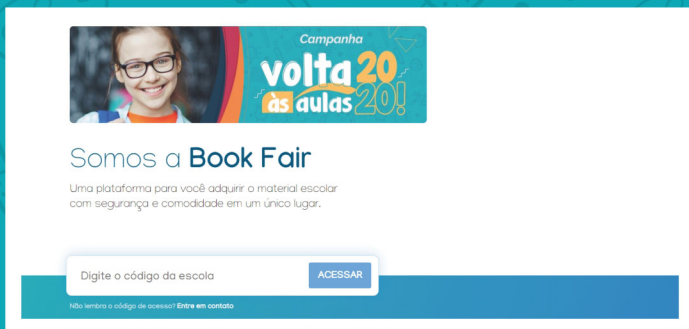 Campanha
volta 20
às aulas 20!
Somos a Book Fair
Uma plataforma para você adquirir o material escolar
com segurança e comodidade em um único lugar.
Digite o código da escola
ACESSAR
Não lembra o código de acesso? Entre em contato